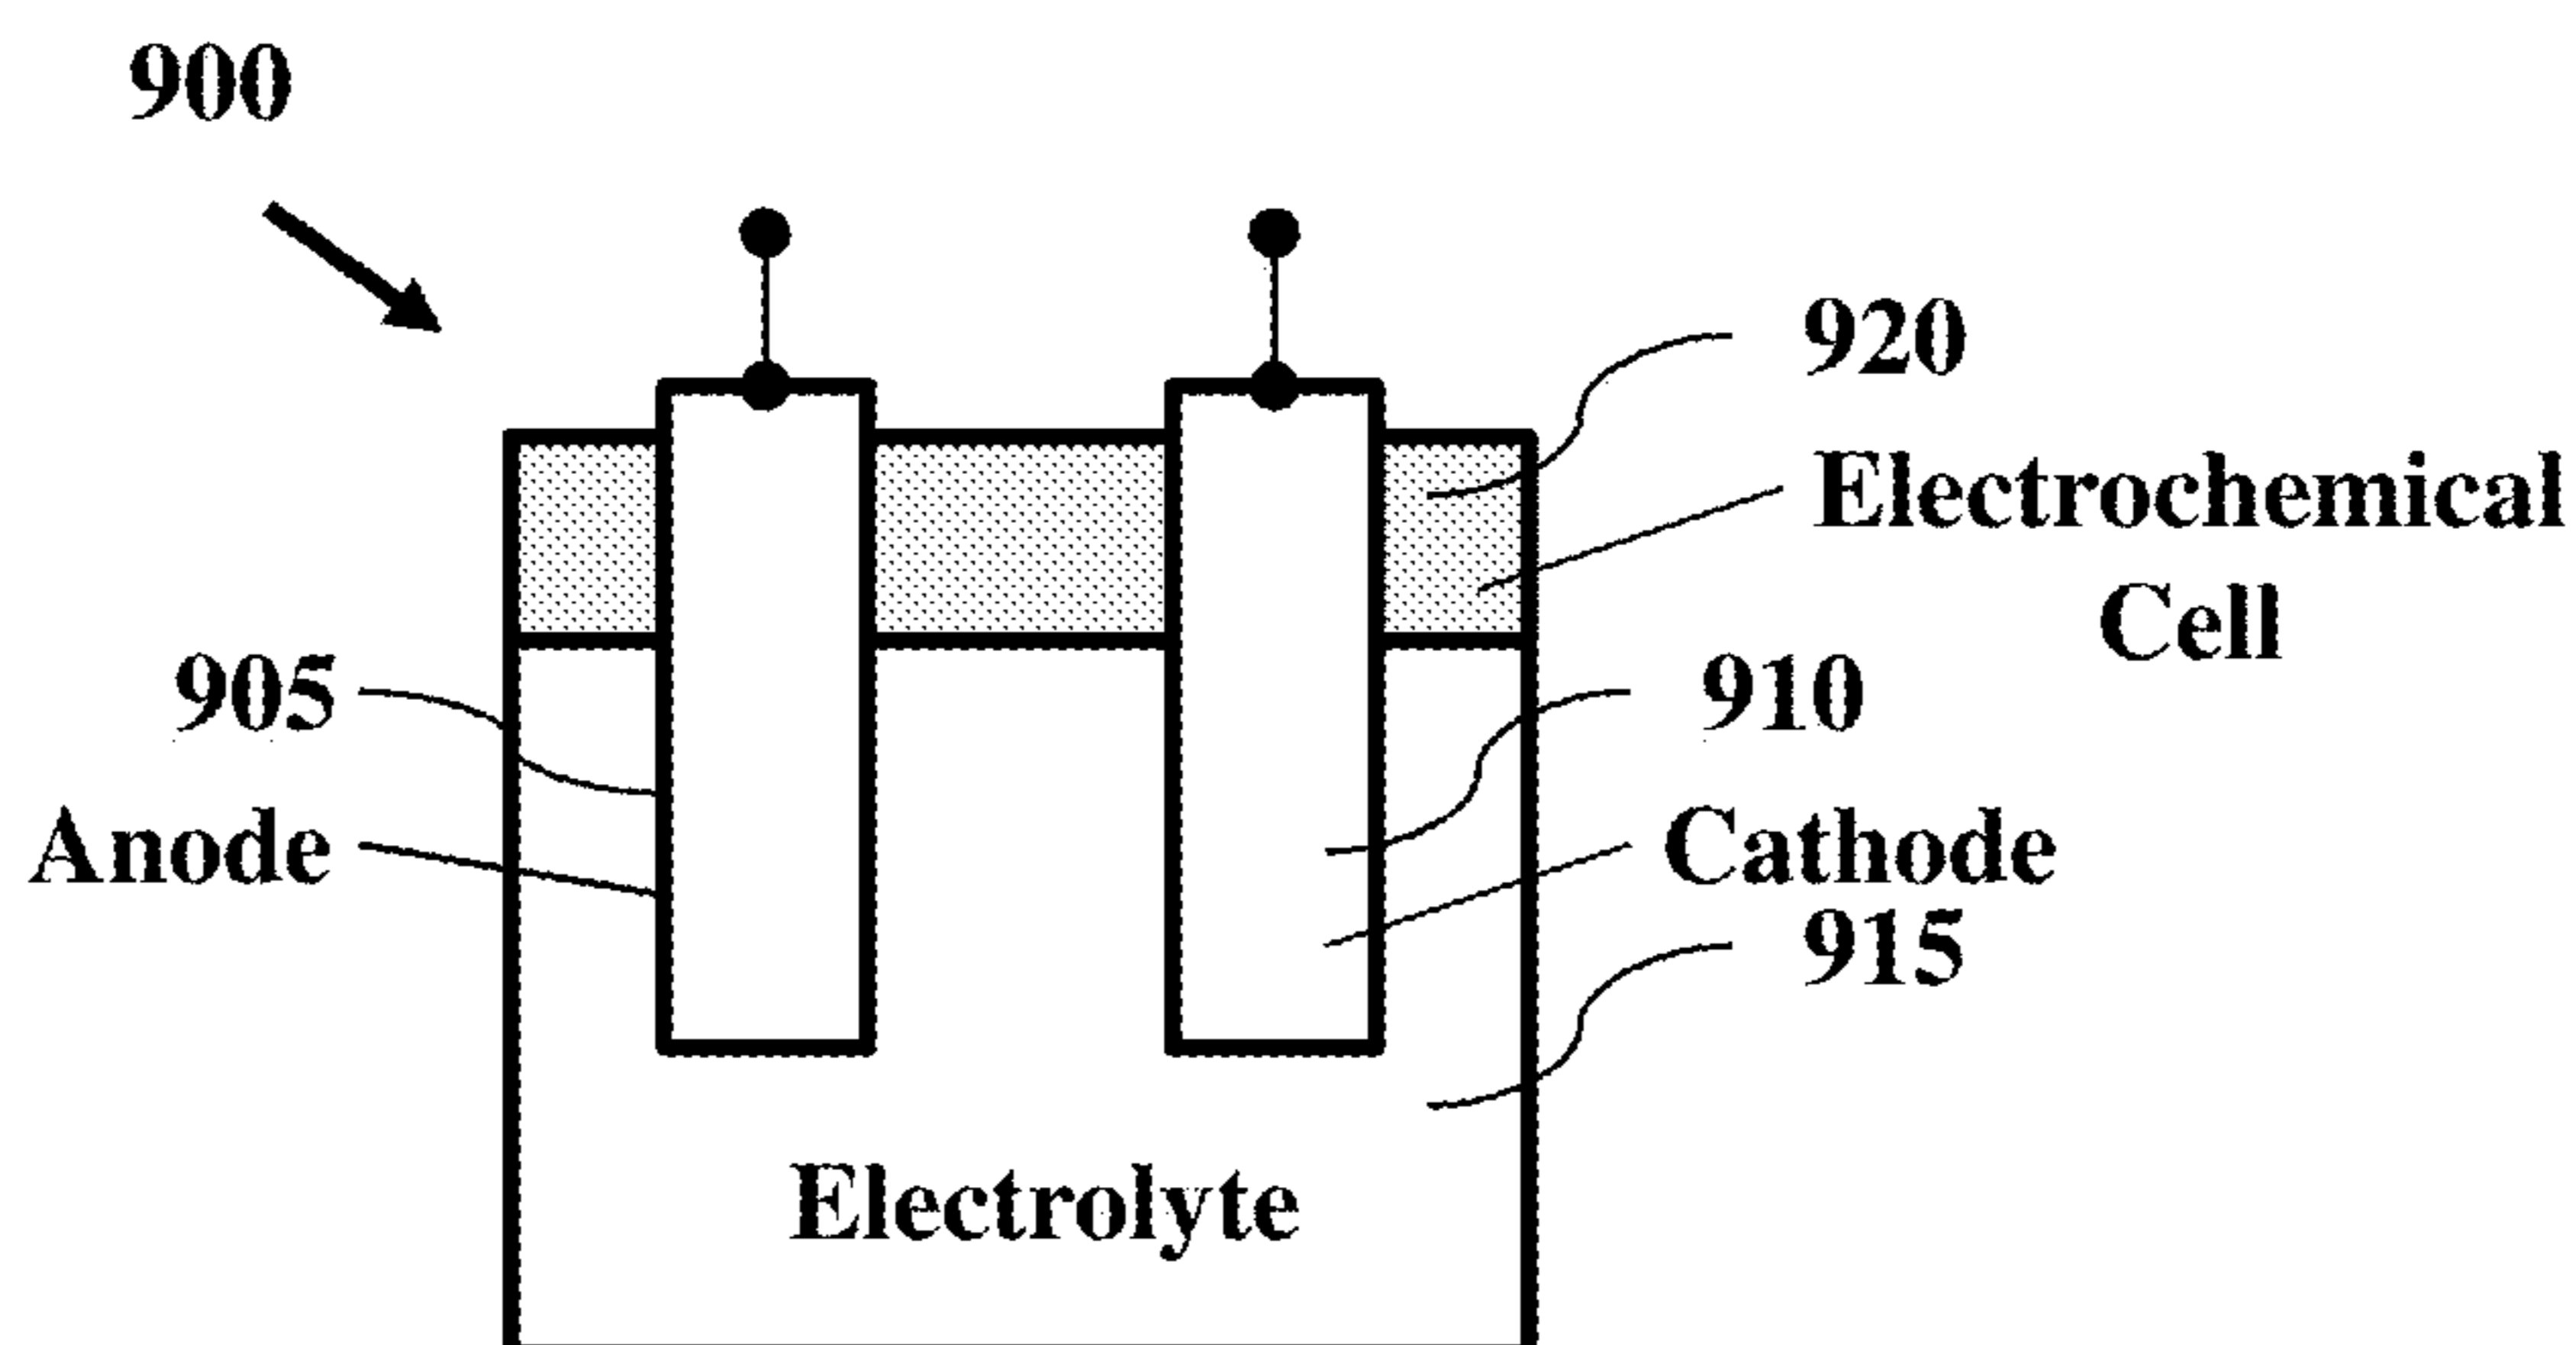 900
920
Electrochemical
Cell
905
910
Anode
Cathode
915
Electrolyte